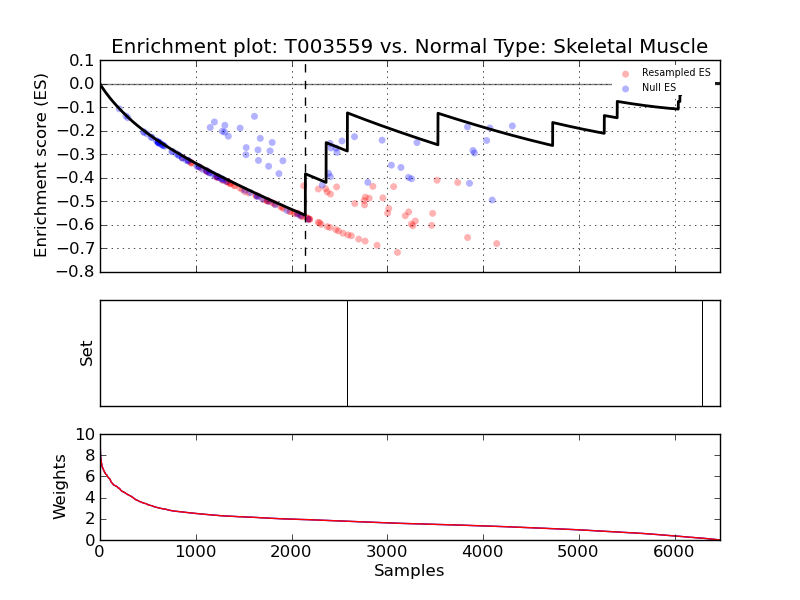 Enrichment plot: T003559 vs. Normal Type: Skeletal Muscle
Enrichment score (ES)
0.1
0.0
−0.1
−0.2
−0.3
−0.4
−0.5
−0.6
−0.7
−0.8
Resampled ES
Null ES
Set
Weights
10
8
6
4
2
0
0 1000 2000 3000 4000 5000 6000
Samples